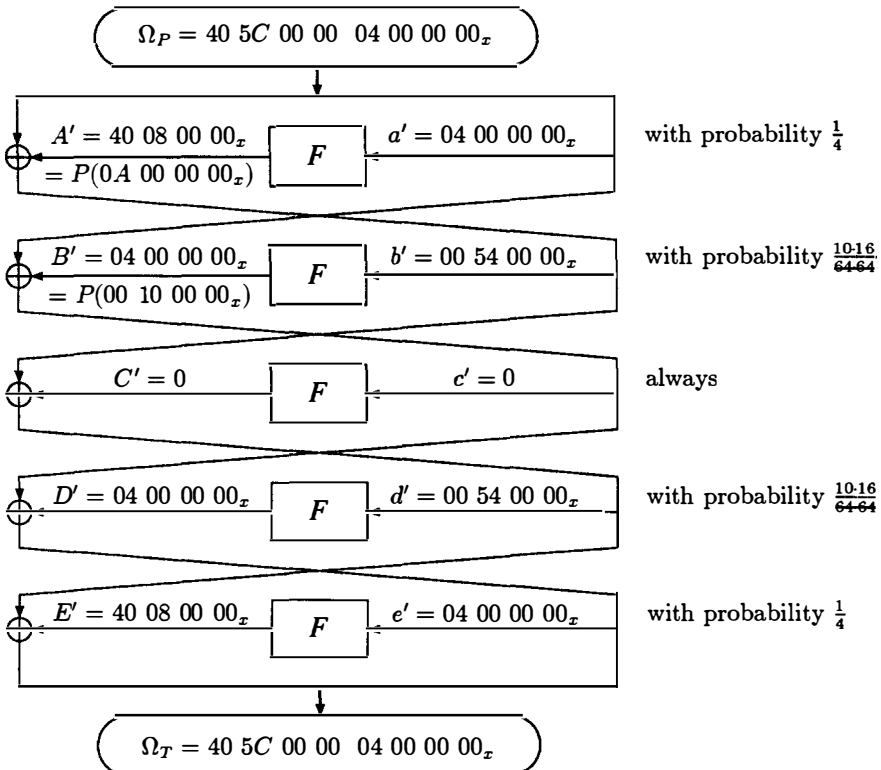 Ω_P = 40 5C 00 00 04 00 00 00_x
A′ = 40 08 00 00_x F a′ = 04 00 00 00_x with probability 1/4
= P(0A 00 00 00_x)
B′ = 04 00 00 00_x F b′ = 00 54 00 00_x with probability 10·16/64·64.
= P(00 10 00 00_x)
C′ = 0 F c′ = 0 always
D′ = 04 00 00 00_x F d′ = 00 54 00 00_x with probability 10·16/64·64
E′ = 40 08 00 00_x F e′ = 04 00 00 00_x with probability 1/4
Ω_T = 40 5C 00 00 04 00 00 00_x